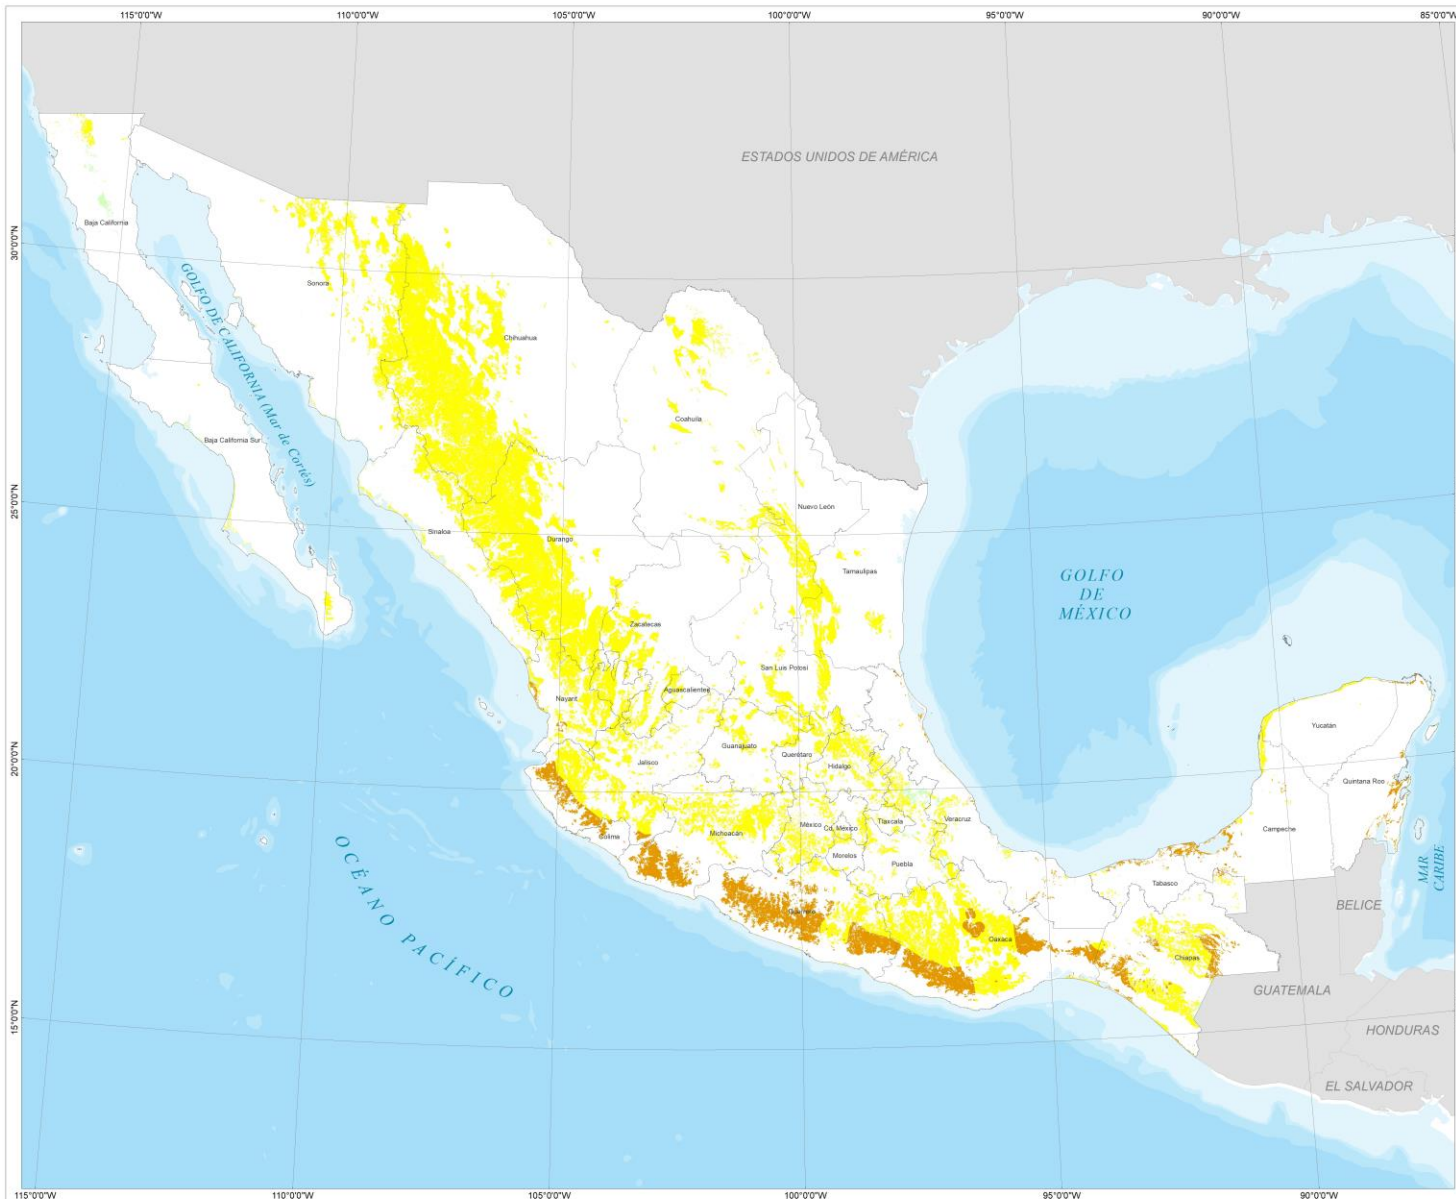 115°0'0"W 110°0'0"W 105°0'0"W 100°0'0"W 95°0'0"W 90°0'0"W 85°0'0"W
ESTADOS UNIDOS DE AMÉRICA
Baja California
30°0'0"N
Sonora
GOLFO DE CALIFORNIA (Mar de Cortés)
Chihuahua
Coahuila
Baja California Sur
25°0'0"N
Nuevo León
Sinaloa
Durango
Tamaulipas
GOLFO
DE
MÉXICO
Zacatecas
San Luis Potosí
Aguascalientes
Nayarit
Yucatán
20°0'0"N
Guanajuato
Querétaro
Jalisco
Hidalgo
Quintana Roo
Michoacán
México
Cd. México
Tlaxcala
Veracruz
Campeche
Colima
OCÉANO PACÍFICO
Morelos
Puebla
MAR
CARIBE
Tabasco
BELICE
Guerrero
Oaxaca
Chiapas
GUATEMALA
15°0'0"N
HONDURAS
EL SALVADOR
115°0'0"W 110°0'0"W 105°0'0"W 100°0'0"W 95°0'0"W 90°0'0"W